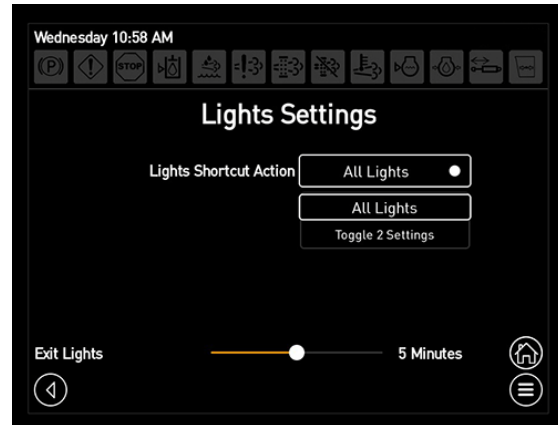 Wednesday 10:58 AM
P
STOP
Lights Settings
Lights Shortcut Action All Lights
All Lights
Toggle 2 Settings
Exit Lights 5 Minutes